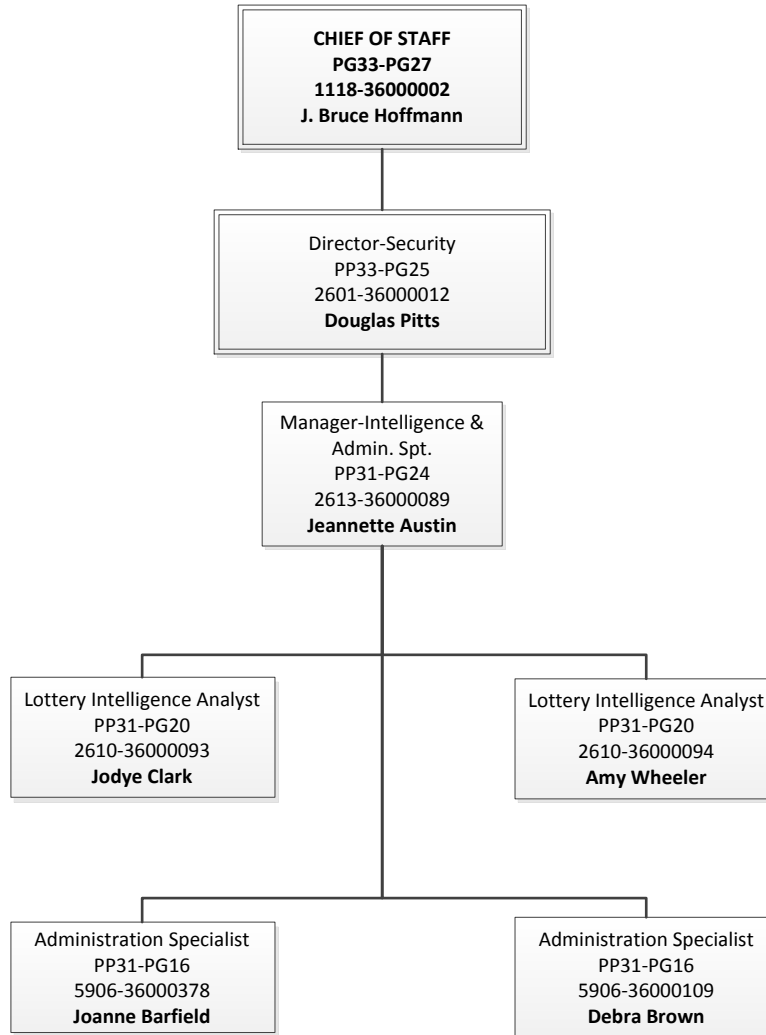 CHIEF OF STAFF
PG33-PG27
1118-36000002
J. Bruce Hoffmann
Director-Security
PP33-PG25
2601-36000012
Douglas Pitts
Manager-Intelligence &
Admin. Spt.
PP31-PG24
2613-36000089
Jeannette Austin
Lottery Intelligence Analyst
PP31-PG20
2610-36000093
Jodye Clark
Lottery Intelligence Analyst
PP31-PG20
2610-36000094
Amy Wheeler
Administration Specialist
PP31-PG16
5906-36000378
Joanne Barfield
Administration Specialist
PP31-PG16
5906-36000109
Debra Brown